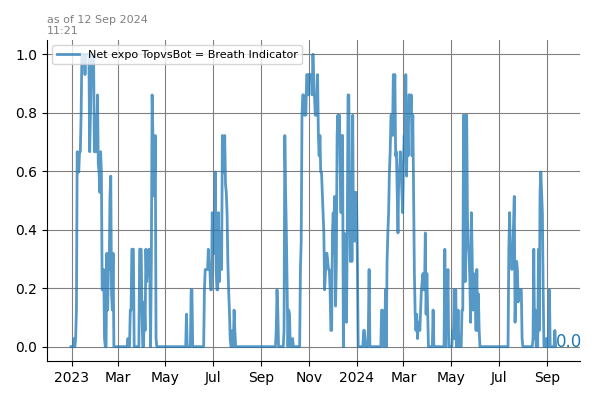 as of 12 Sep 2024
11:21
Net expo TopvsBot = Breath Indicator
1.0
0.8
0.6
0.4
0.2
0.0
0.0
2023 Mar May Jul Sep Nov 2024 Mar May Jul Sep